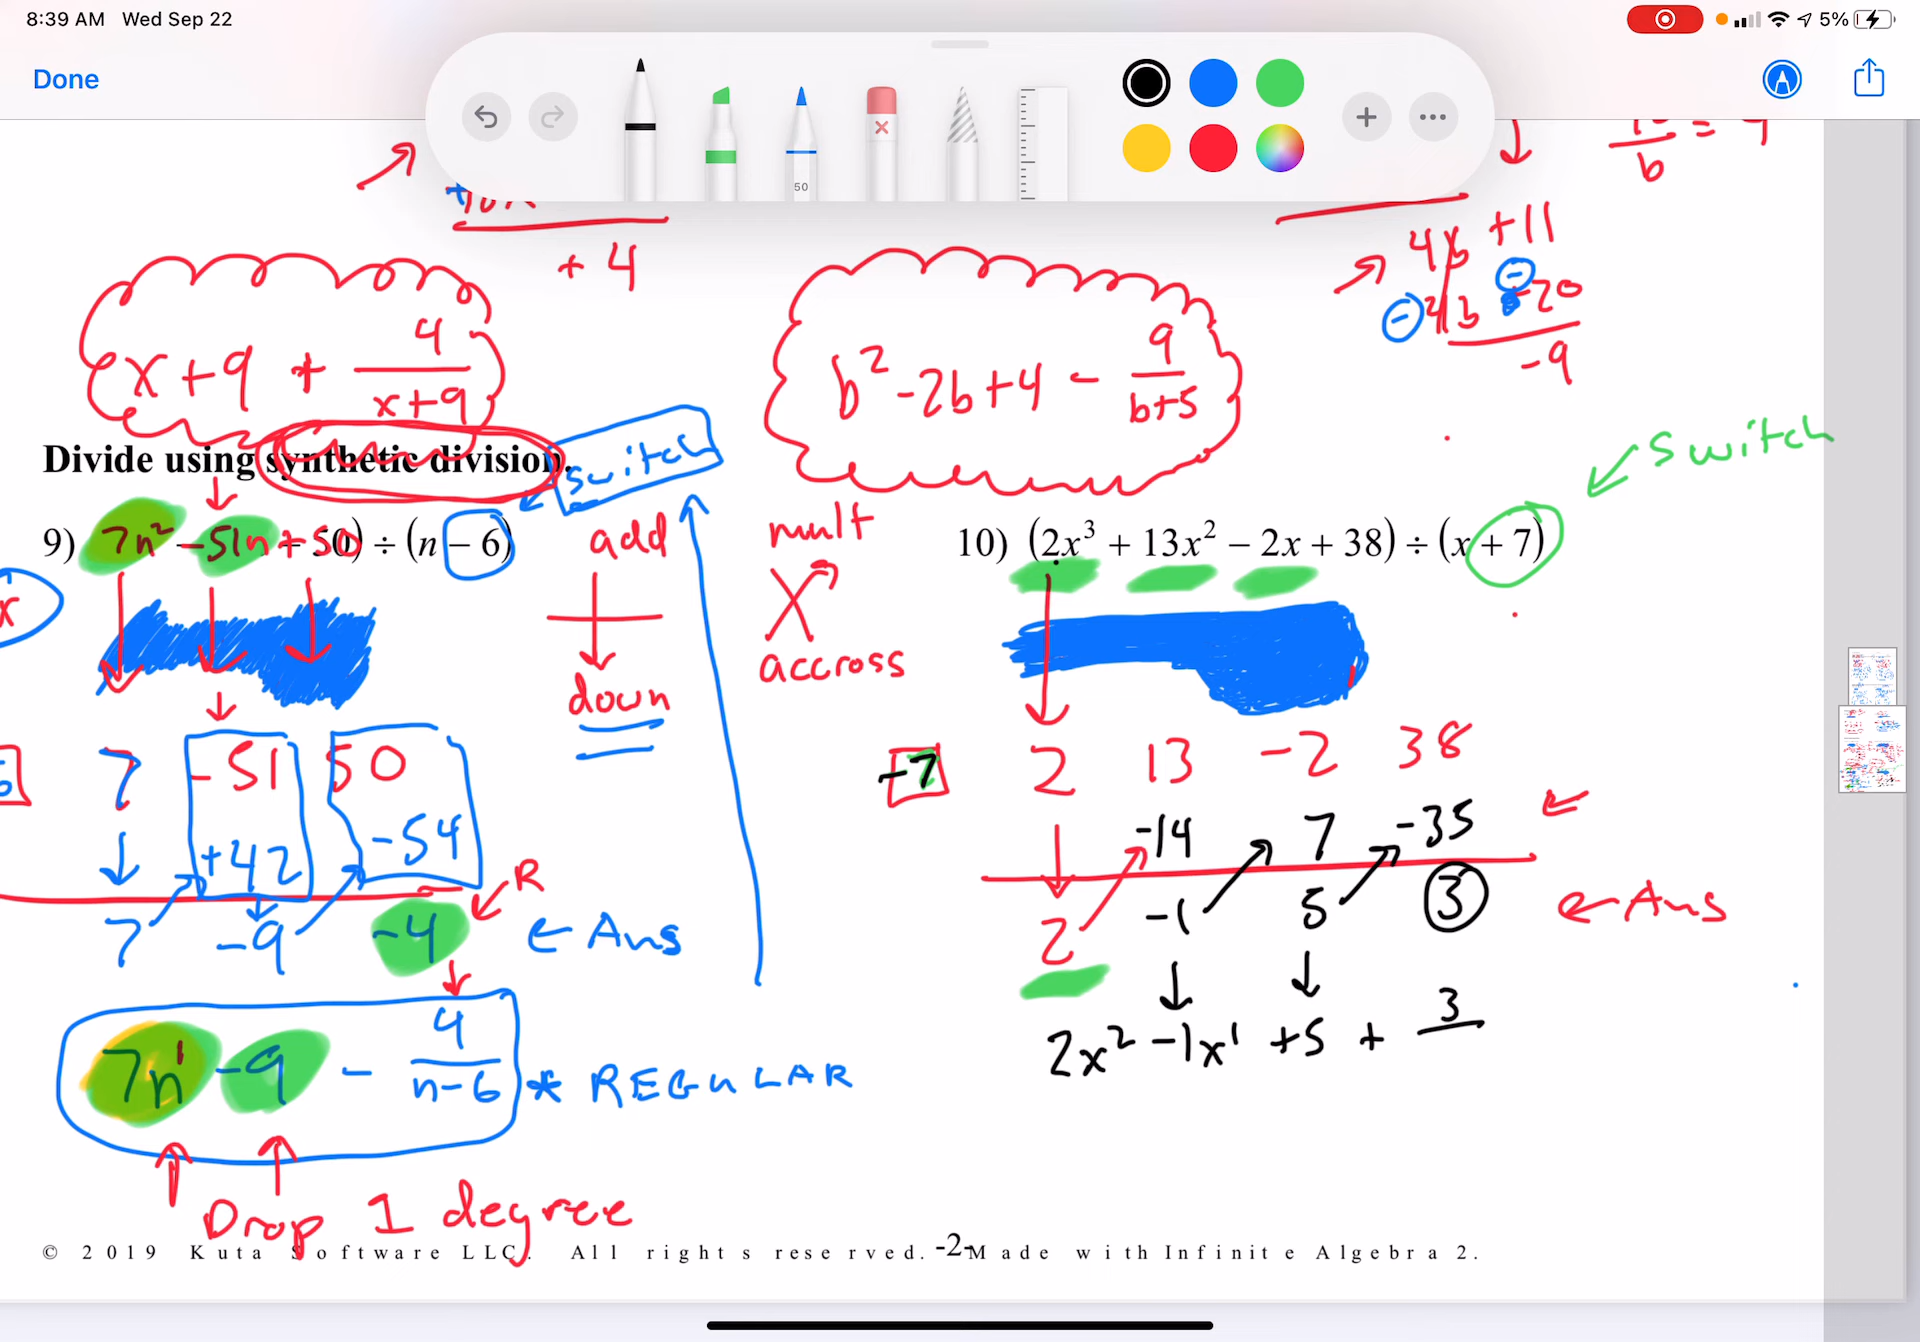 8:39 AM Wed Sep 22
5%
Done
50
+ 4
b
= 9
4b +11
-4b -20
-9
x+9 + 4/(x+9)
b² -2b+4 - 9/(b+5)
Divide using synthetic division.
switch
switch
9) 7n² -51n + 50) ÷ (n - 6)
add
down
mult
accross
10) (2x³ + 13x² − 2x + 38) ÷ (x + 7)
x
7 -51 50
+42 -54
7 -9 -4
R
← Ans
-7 2 13 -2 38
-14 7 -35
2 -1 5 3
← Ans
7n¹ -9 - 4/(n-6) * REGULAR
2x² -1x¹ +5 + 3
Drop 1 degree
© 2019 Kuta Software LLC. All rights reserved. -2- Made with Infinite Algebra 2.